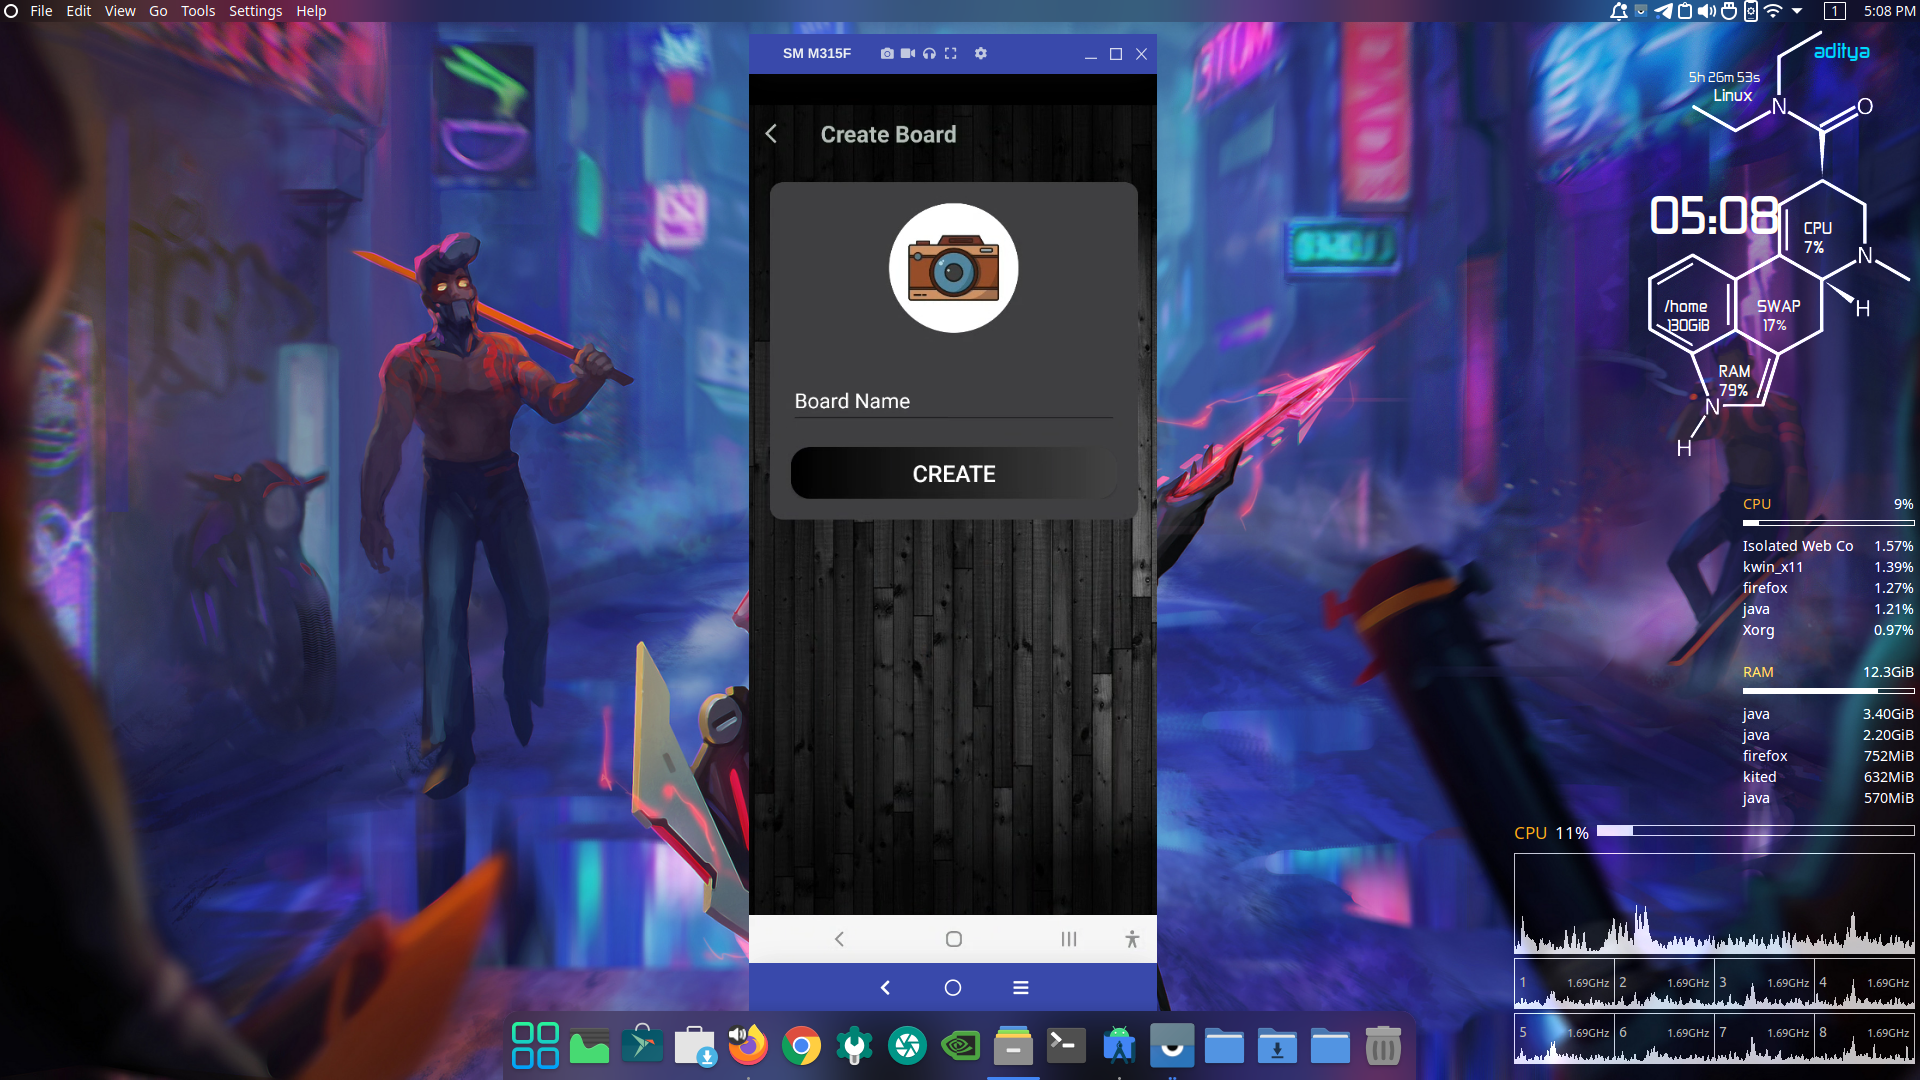 File Edit View Go Tools Settings Help
1 5:08 PM
SM M315F
Create Board
Board Name
CREATE
aditya
5h 26m 53s
Linux
N O
05:08
CPU
7%
N
/home
130GiB
SWAP
17%
H
RAM
79%
N
H
CPU 9%
Isolated Web Co 1.57%
kwin_x11 1.39%
firefox 1.27%
java 1.21%
Xorg 0.97%
RAM 12.3GiB
java 3.40GiB
java 2.20GiB
firefox 752MiB
kited 632MiB
java 570MiB
CPU 11%
1 1.69GHz 2 1.69GHz 3 1.69GHz 4 1.69GHz
5 1.69GHz 6 1.69GHz 7 1.69GHz 8 1.69GHz